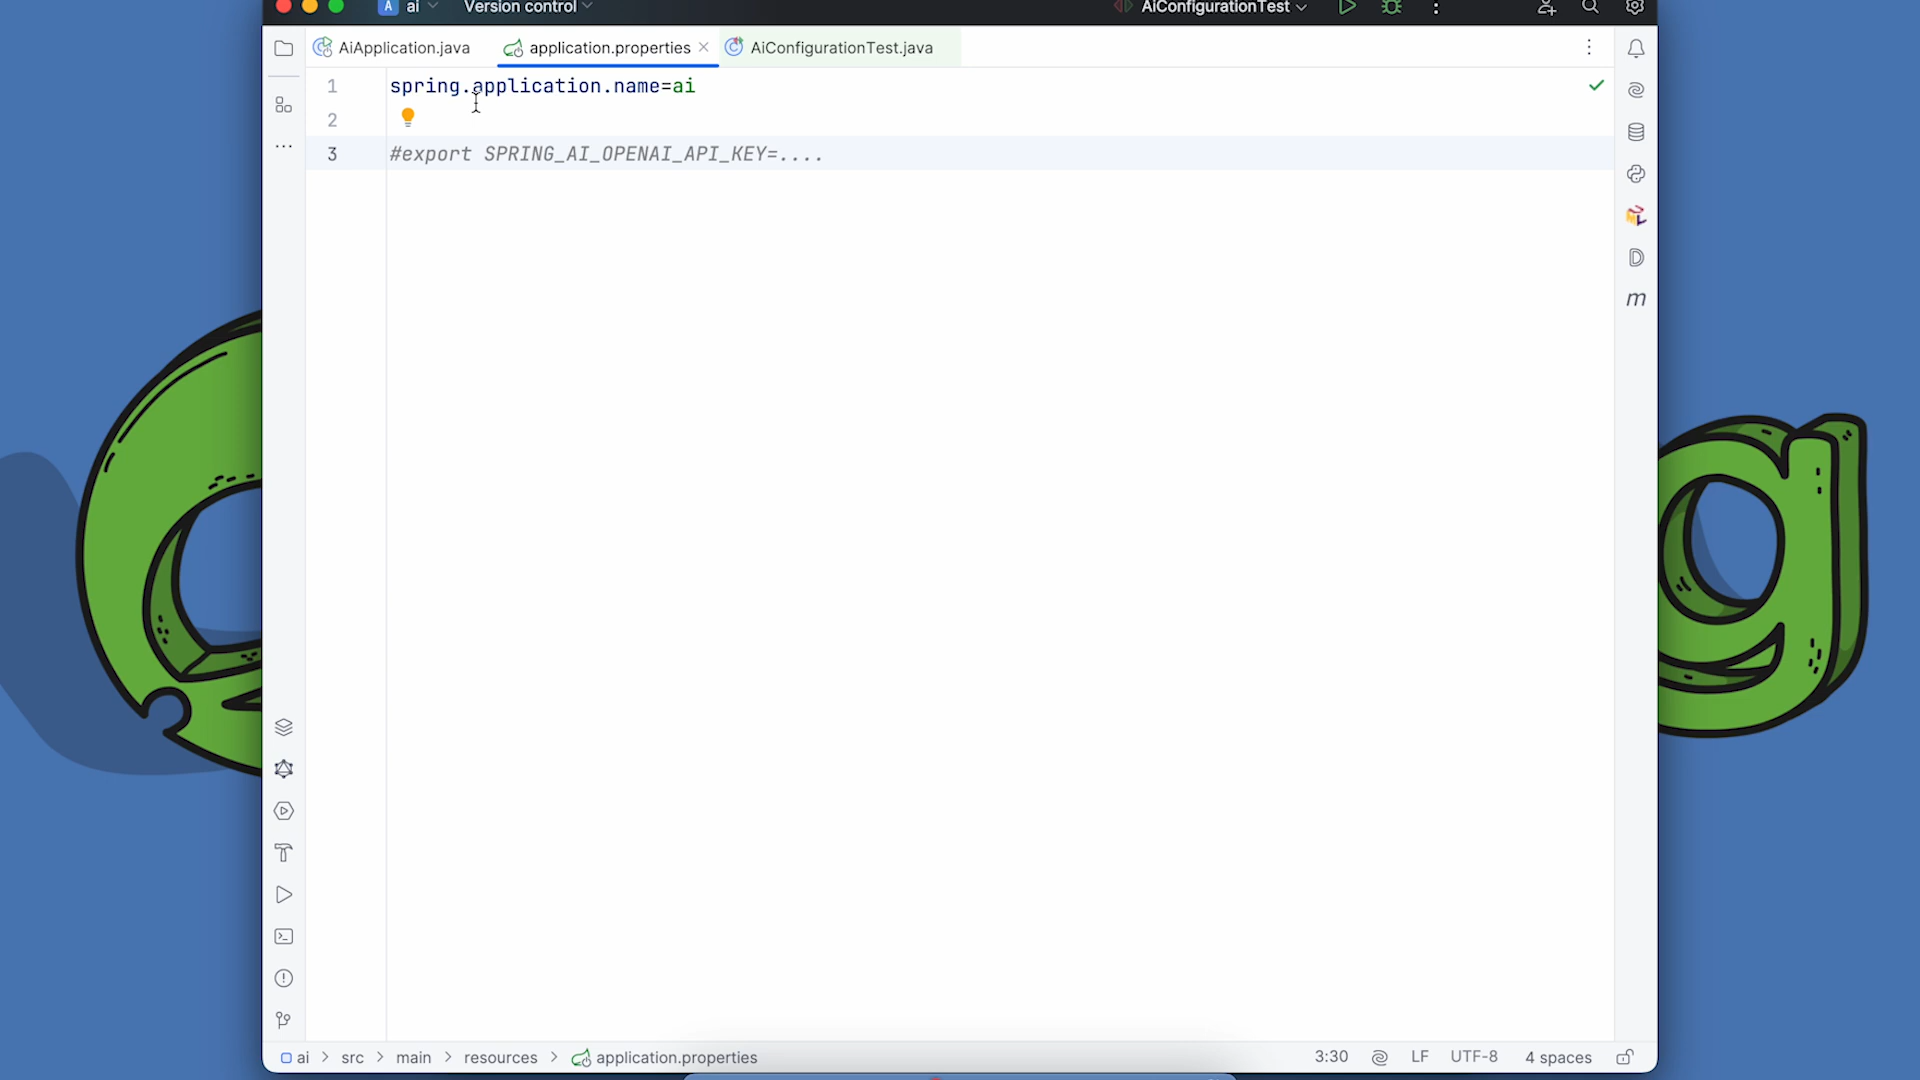 A ai Version control AiConfigurationTest
AiApplication.java application.properties AiConfigurationTest.java
1 spring.application.name=ai
2
3 #export SPRING_AI_OPENAI_API_KEY=....
D
m
g
ai > src > main > resources > application.properties 3:30 LF UTF-8 4 spaces